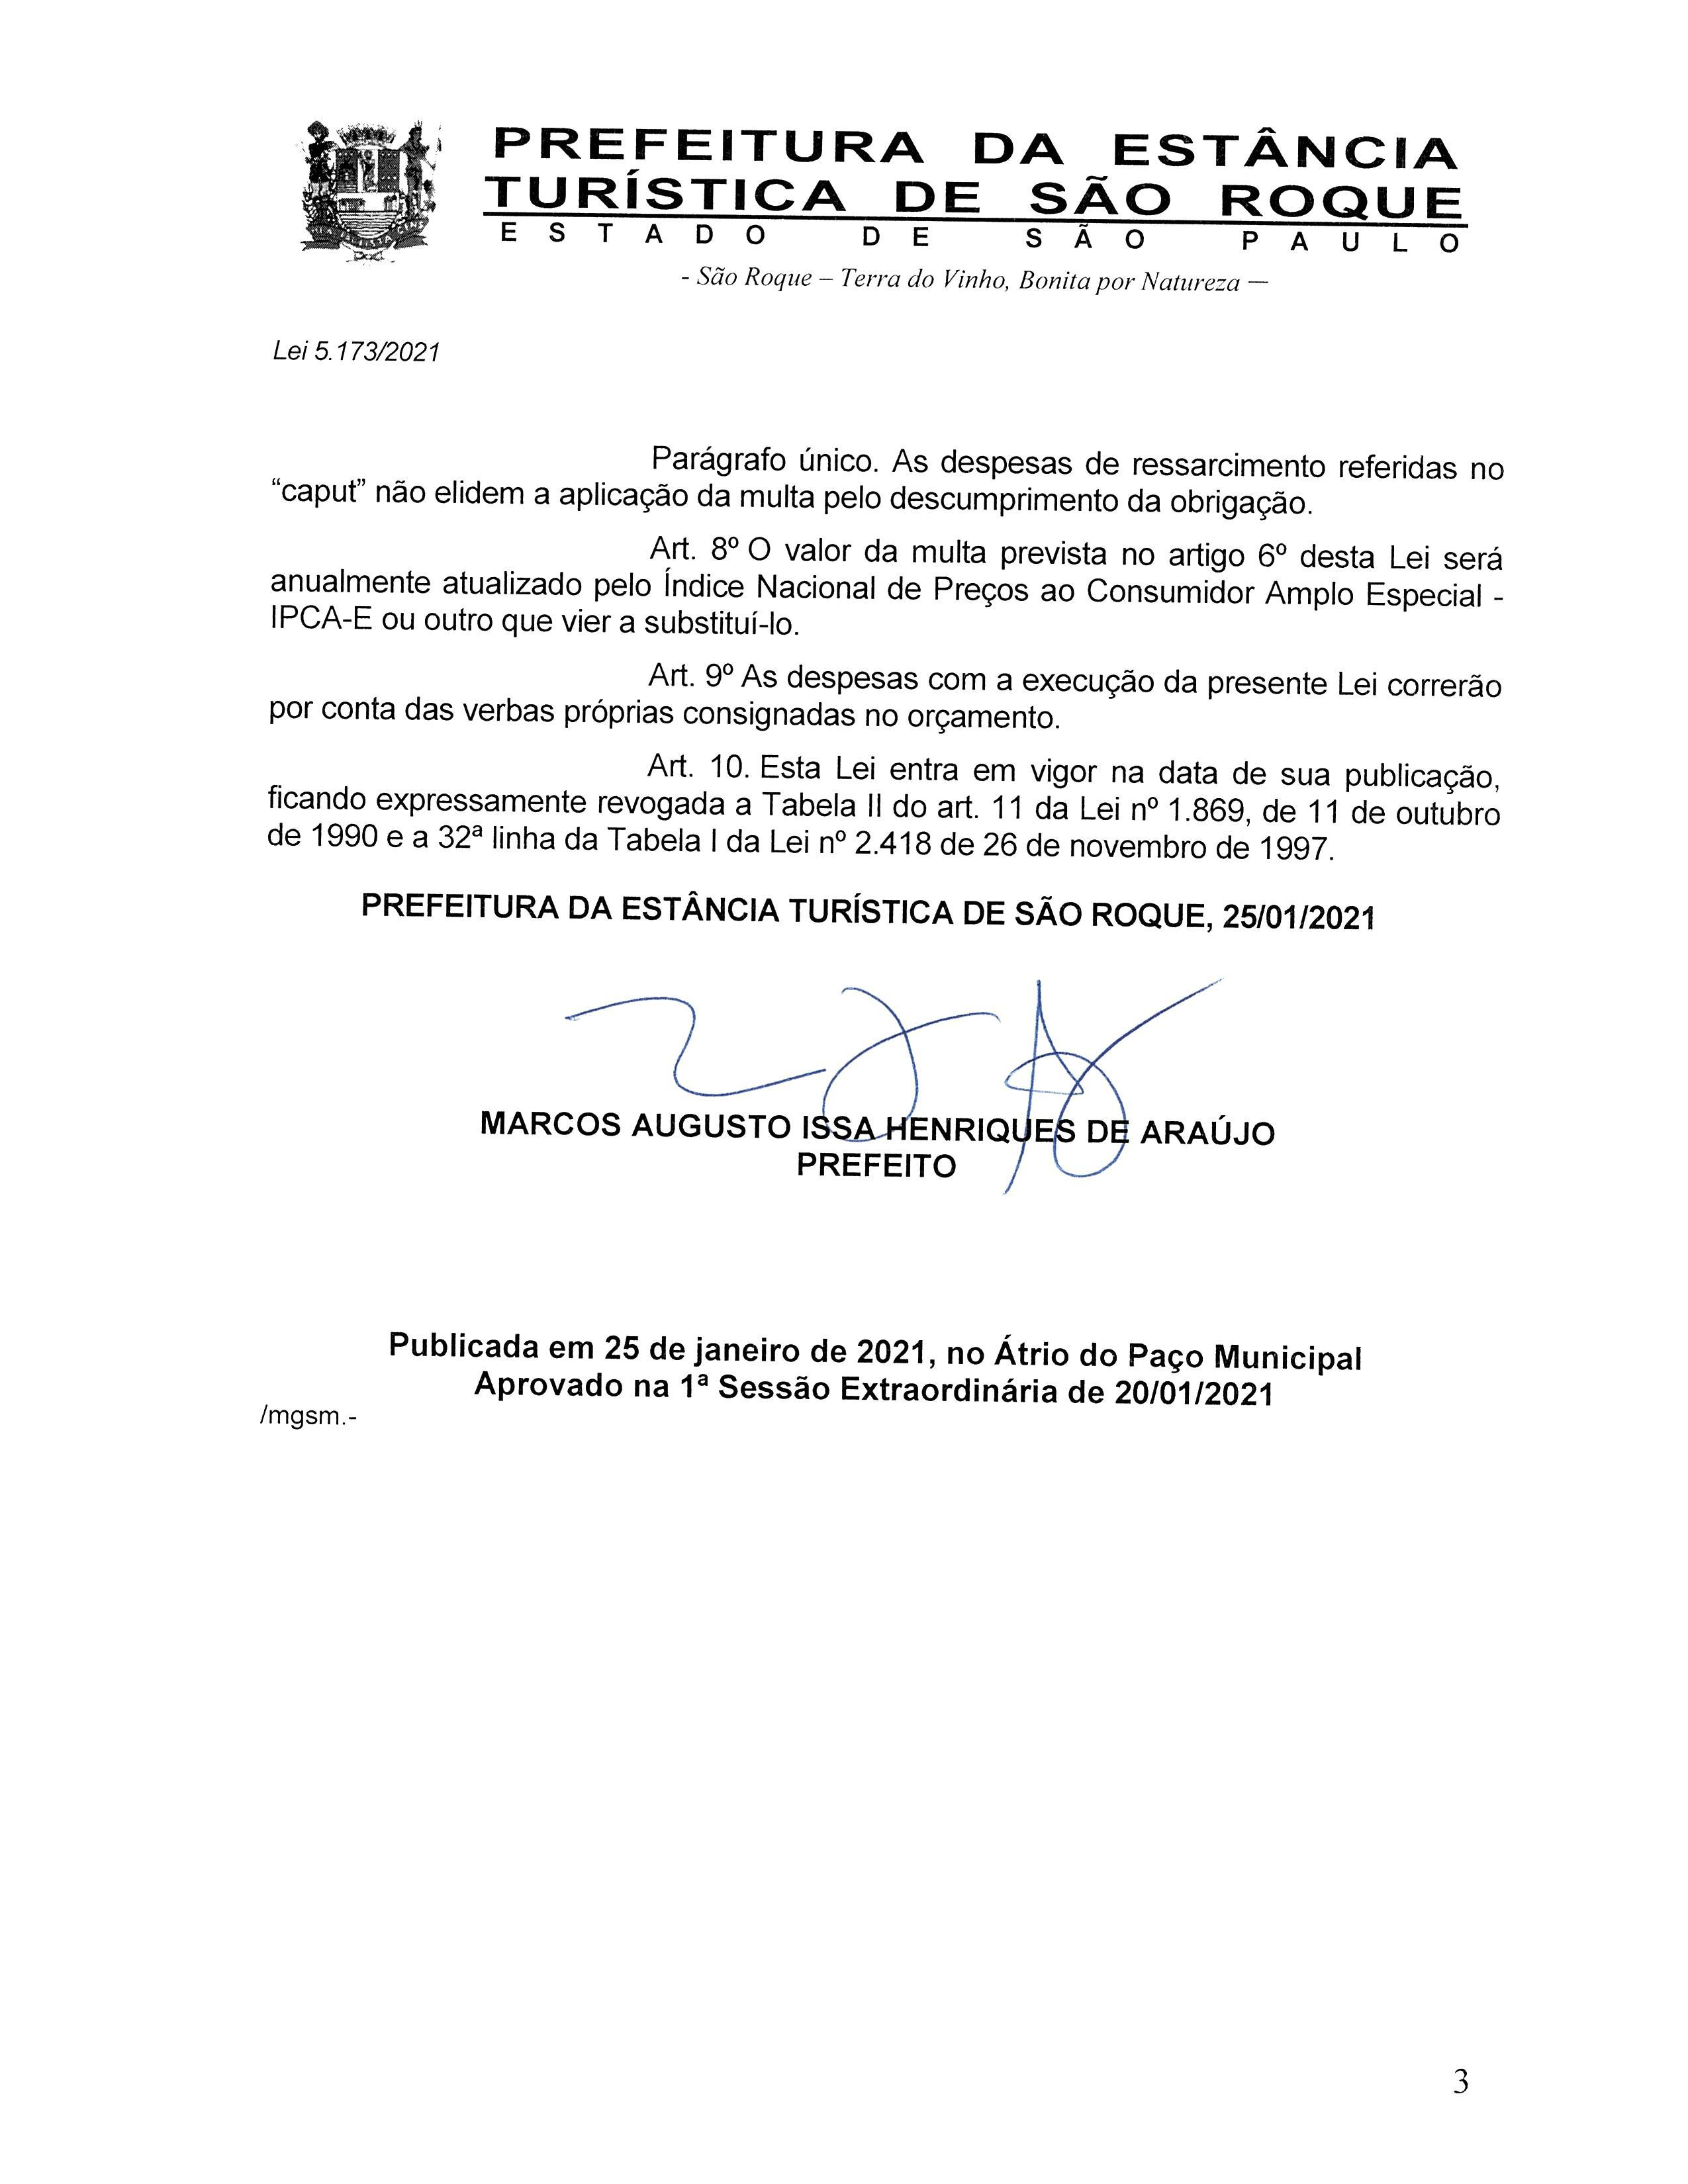 PREFEITURA DA ESTÂNCIA
TURÍSTICA DE SÃO ROQUE
ESTADO DE SÃO PAULO
- São Roque – Terra do Vinho, Bonita por Natureza —
Lei 5.173/2021
Parágrafo único. As despesas de ressarcimento referidas no
“caput” não elidem a aplicação da multa pelo descumprimento da obrigação.
Art. 8º O valor da multa prevista no artigo 6º desta Lei será
anualmente atualizado pelo Índice Nacional de Preços ao Consumidor Amplo Especial -
IPCA-E ou outro que vier a substituí-lo.
Art. 9º As despesas com a execução da presente Lei correrão
por conta das verbas próprias consignadas no orçamento.
Art. 10. Esta Lei entra em vigor na data de sua publicação,
ficando expressamente revogada a Tabela II do art. 11 da Lei nº 1.869, de 11 de outubro
de 1990 e a 32ª linha da Tabela I da Lei nº 2.418 de 26 de novembro de 1997.
PREFEITURA DA ESTÂNCIA TURÍSTICA DE SÃO ROQUE, 25/01/2021
MARCOS AUGUSTO ISSA HENRIQUES DE ARAÚJO
PREFEITO
Publicada em 25 de janeiro de 2021, no Átrio do Paço Municipal
Aprovado na 1ª Sessão Extraordinária de 20/01/2021
/mgsm.-
3